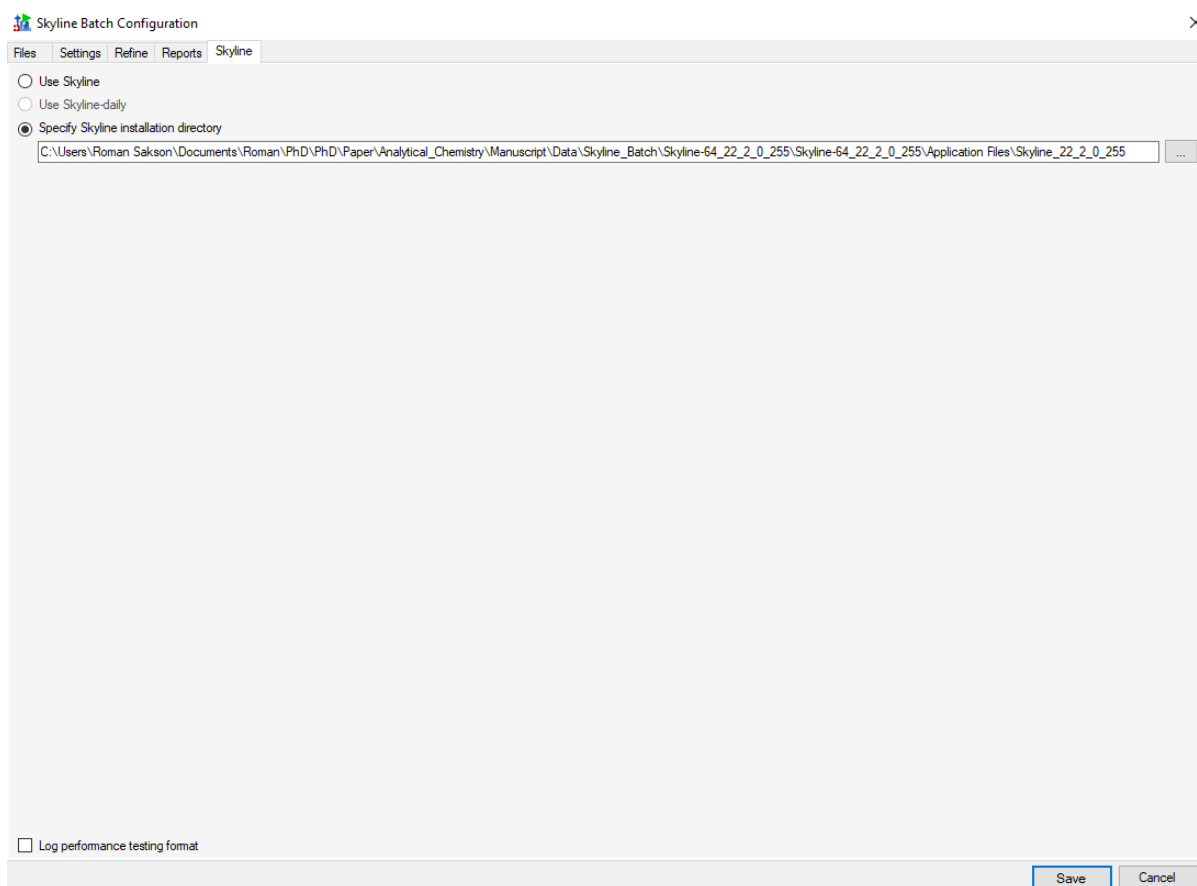 Skyline Batch Configuration
Files Settings Refine Reports Skyline
Use Skyline
Use Skyline-daily
Specify Skyline installation directory
C:\Users\Roman Sakson\Documents\Roman\PhD\PhD\Paper\Analytical_Chemistry\Manuscript\Data\Skyline_Batch\Skyline-64_22_2_0_255\Skyline-64_22_2_0_255\Application Files\Skyline_22_2_0_255 ...
Log performance testing format
Save Cancel